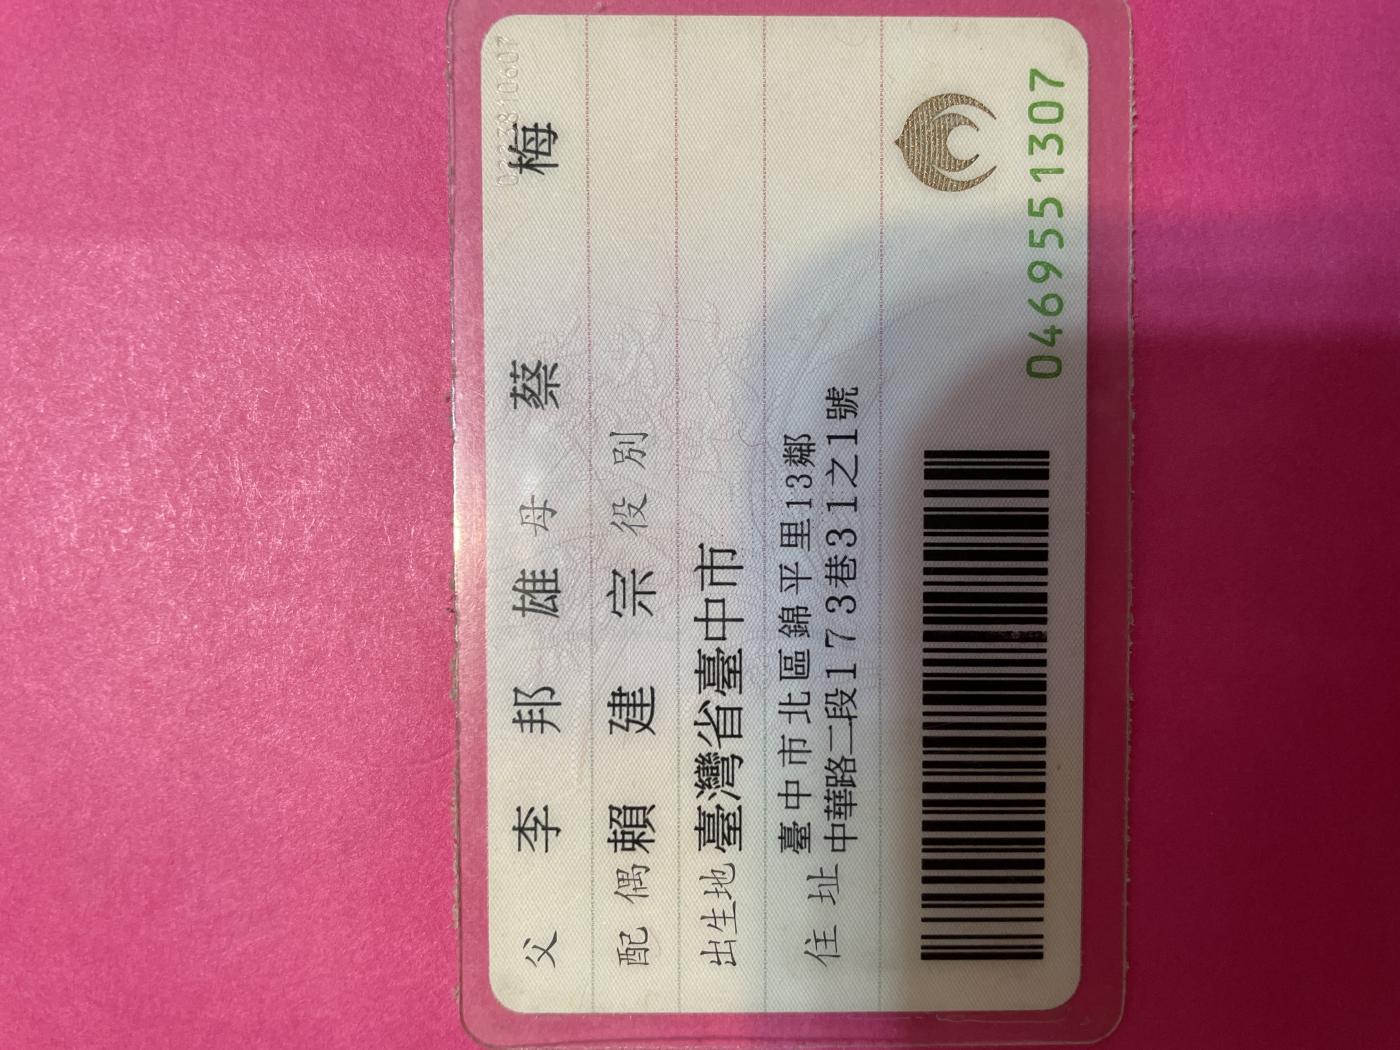 父 李邦雄 母 蔡 梅
配偶 賴建宗 役別
出生地 臺灣省臺中市
住址 臺中市北區錦平里13鄰
中華路二段173巷31之1號
0469551307